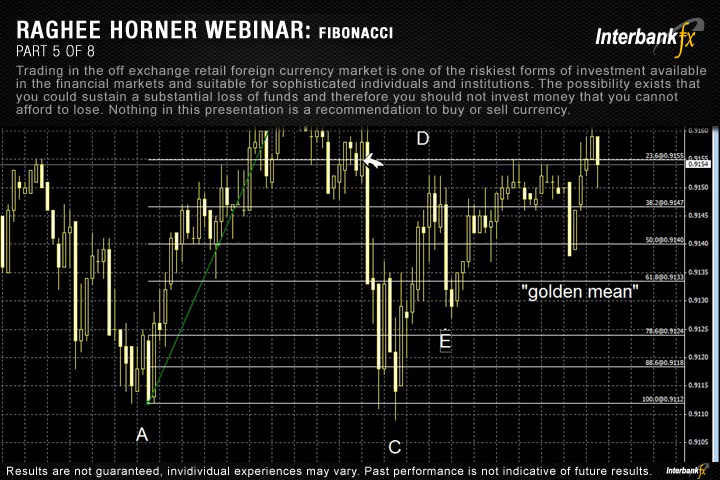 RAGHEE HORNER WEBINAR: FIBONACCI
PART 5 OF 8
Interbankfx
Trading in the off exchange retail foreign currency market is one of the riskiest forms of investment available
in the financial markets and suitable for sophisticated individuals and institutions. The possibility exists that
you could sustain a substantial loss of funds and therefore you should not invest money that you cannot
afford to lose. Nothing in this presentation is a recommendation to buy or sell currency.
0.9160
D
23.6@0.9155
0.9155
0.9154
0.9150
38.2@0.9147
0.9145
50.0@0.9140
0.9140
0.9135
61.8@0.9133
"golden mean"
0.9130
0.9125
78.6@0.9124
E
0.9120
88.6@0.9118
0.9115
100.0@0.9112
0.9110
A
C
0.9105
Results are not guaranteed, invidividual experiences may vary. Past performance is not indicative of future results.
Interbankfx